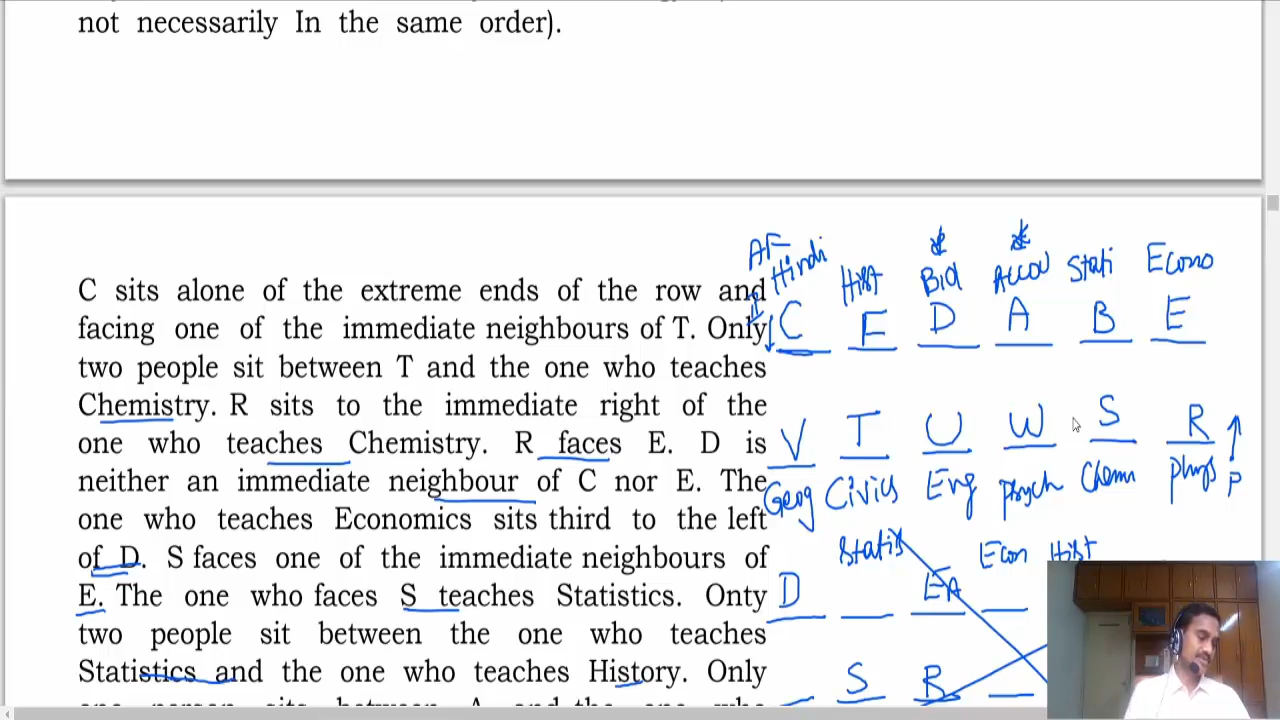 not necessarily In the same order).
C sits alone of the extreme ends of the row and
facing one of the immediate neighbours of T. Only
two people sit between T and the one who teaches
Chemistry. R sits to the immediate right of the
one who teaches Chemistry. R faces E. D is
neither an immediate neighbour of C nor E. The
one who teaches Economics sits third to the left
of D. S faces one of the immediate neighbours of
E. The one who faces S teaches Statistics. Onty
two people sit between the one who teaches
Statistics and the one who teaches History. Only
AF Hindi Hist Accou Stati Econo
C F D A B E
V T U W S R
Geog Civics Eng Psych Chem Phys P
Statis Econ Hist
D E A
S R